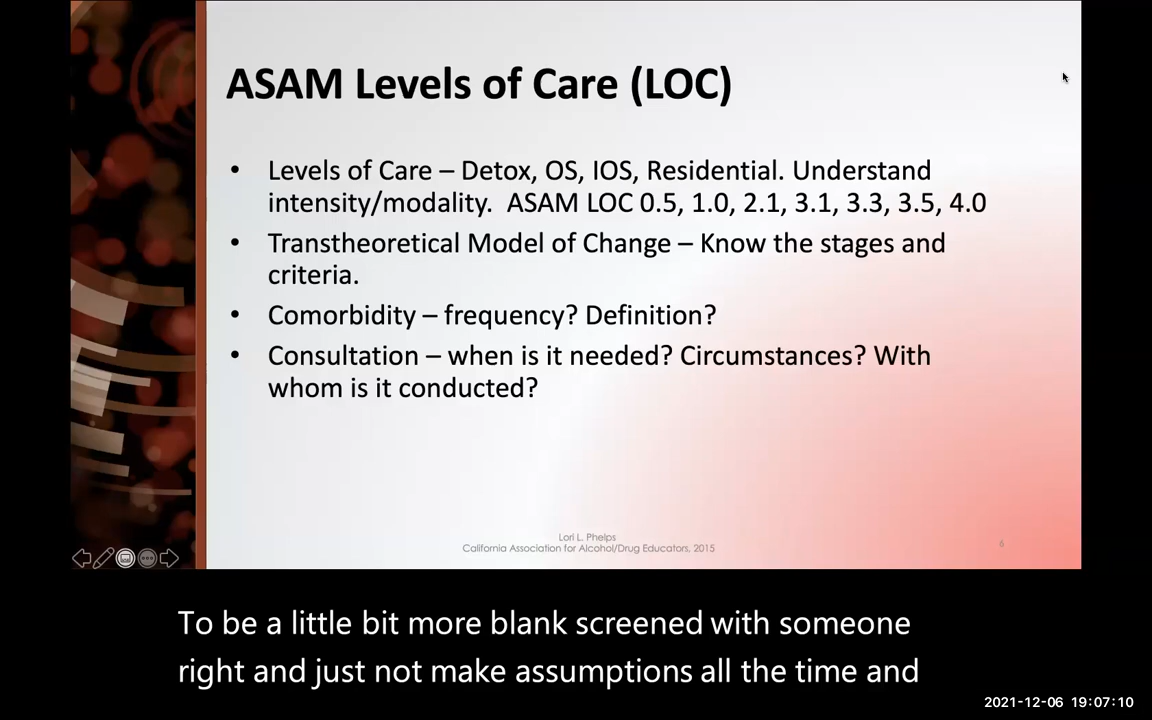 ASAM Levels of Care (LOC)
• Levels of Care – Detox, OS, IOS, Residential. Understand
intensity/modality.  ASAM LOC 0.5, 1.0, 2.1, 3.1, 3.3, 3.5, 4.0
• Transtheoretical Model of Change – Know the stages and
criteria.
• Comorbidity – frequency? Definition?
• Consultation – when is it needed? Circumstances? With
whom is it conducted?
Lori L. Phelps
California Association for Alcohol/Drug Educators, 2015
6
To be a little bit more blank screened with someone
right and just not make assumptions all the time and
2021-12-06 19:07:10